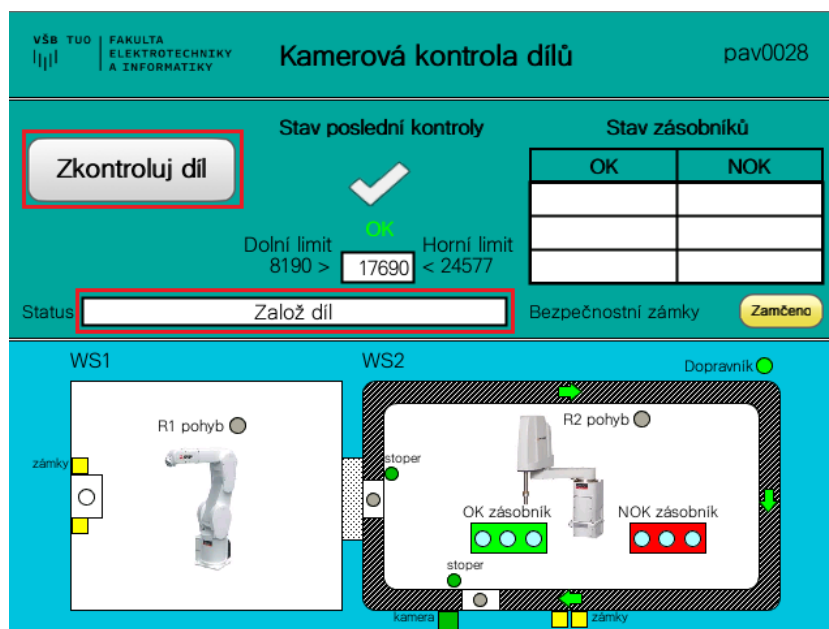 VŠB TUO
FAKULTA
ELEKTROTECHNIKY
A INFORMATIKY
Kamerová kontrola dílů
pav0028
Zkontroluj díl
Stav poslední kontroly
OK
Dolní limit
8190 >
17690
Horní limit
< 24577
Stav zásobníků
OK
NOK
Status
Založ díl
Bezpečnostní zámky
Zamčeno
WS1
WS2
Dopravník
R1 pohyb
R2 pohyb
zámky
stoper
OK zásobník
NOK zásobník
stoper
kamera
zámky